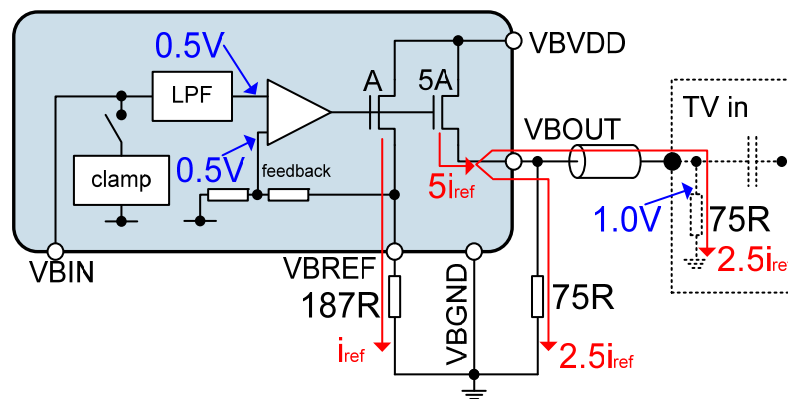 0.5V
A
5A
VBVDD
LPF
TV in
VBOUT
0.5V
feedback
clamp
5iref
1.0V
75R
2.5iref
VBIN
VBREF
187R
VBGND
75R
iref
2.5iref